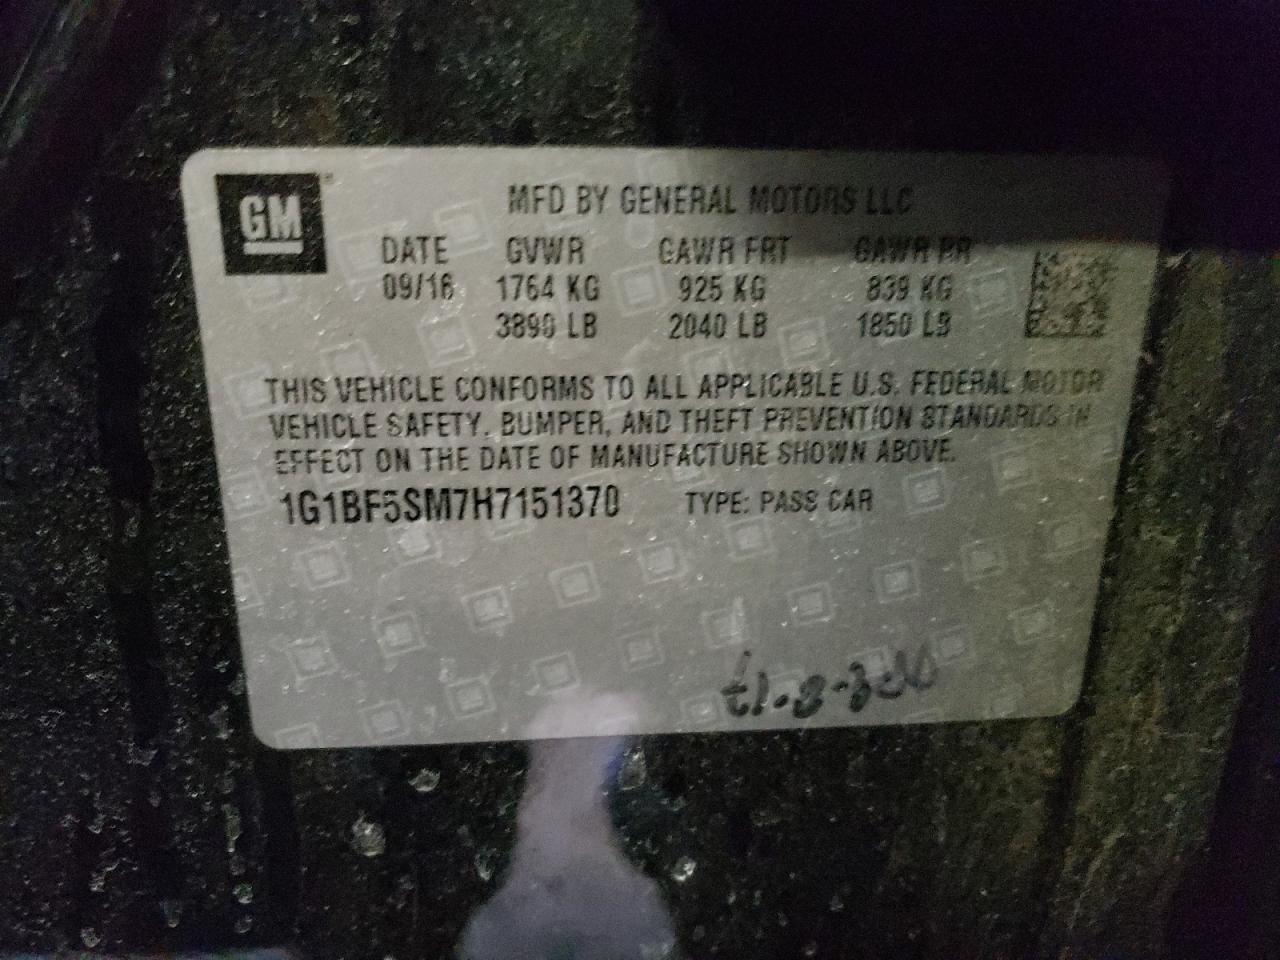 GM
MFD BY GENERAL MOTORS LLC
DATE GVWR GAWR FRT GAWR RR
09/16 1764 KG 925 KG 839 KG
3890 LB 2040 LB 1850 LB
THIS VEHICLE CONFORMS TO ALL APPLICABLE U.S. FEDERAL MOTOR
VEHICLE SAFETY, BUMPER, AND THEFT PREVENTION STANDARDS IN
EFFECT ON THE DATE OF MANUFACTURE SHOWN ABOVE.
1G1BF5SM7H7151370 TYPE: PASS CAR